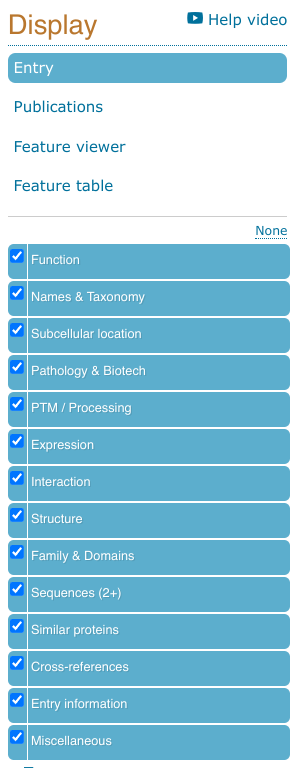 Display
Help video
Entry
Publications
Feature viewer
Feature table
None
Function
Names & Taxonomy
Subcellular location
Pathology & Biotech
PTM / Processing
Expression
Interaction
Structure
Family & Domains
Sequences (2+)
Similar proteins
Cross-references
Entry information
Miscellaneous